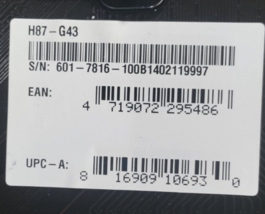 H87-G43
S/N: 601-7816-100B1402119997
EAN:
4 719072 295486
UPC-A:
8 16909 10693 0